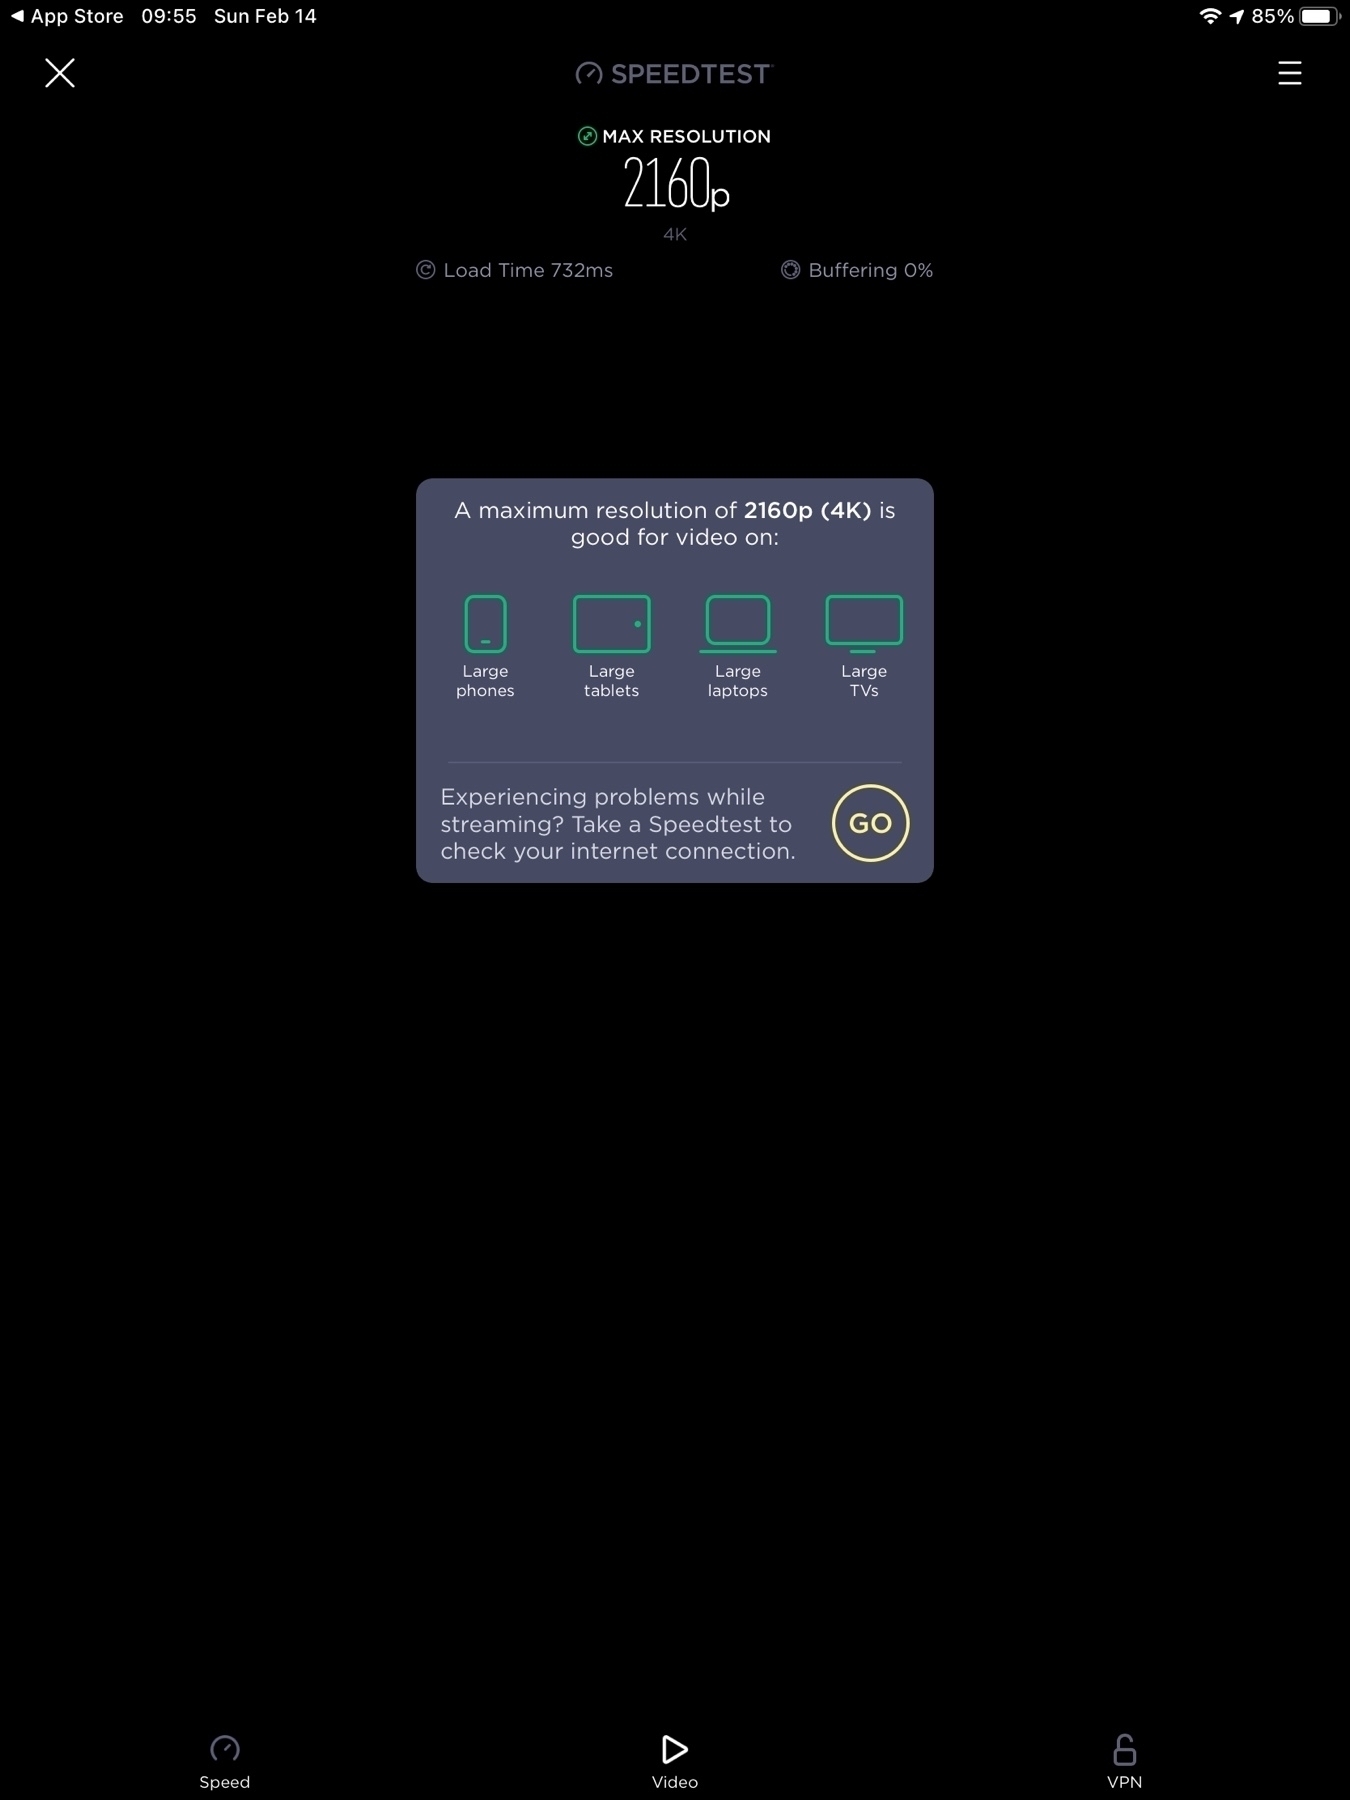 App Store 09:55 Sun Feb 14 85%
SPEEDTEST
MAX RESOLUTION
2160p
4K
Load Time 732ms
Buffering 0%
A maximum resolution of 2160p (4K) is
good for video on:
Large
phones
Large
tablets
Large
laptops
Large
TVs
Experiencing problems while
streaming? Take a Speedtest to
check your internet connection.
GO
Speed
Video
VPN